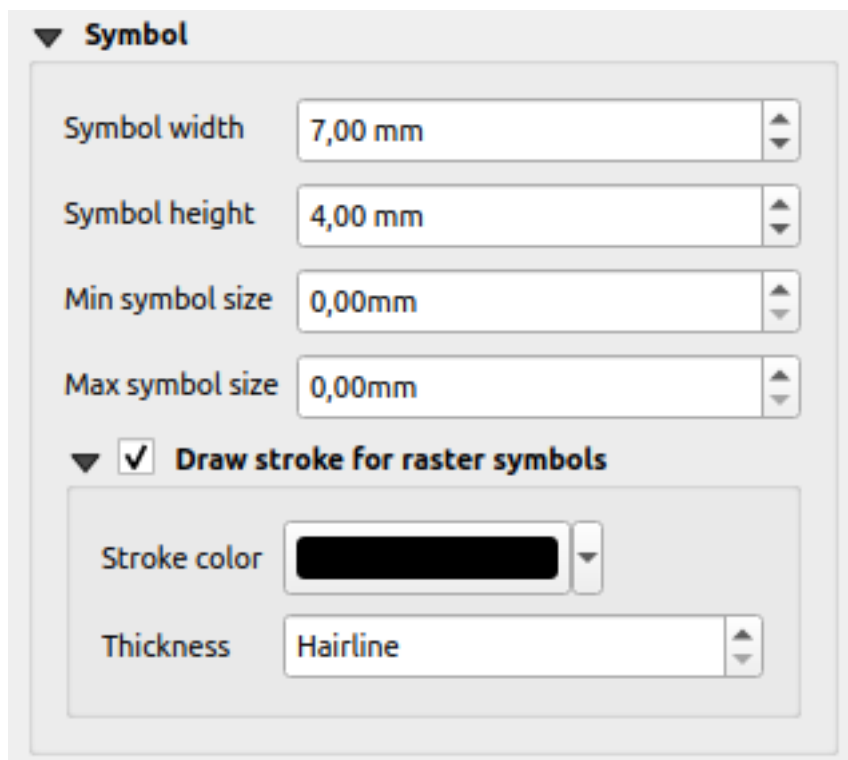 Symbol
Symbol width 7,00 mm
Symbol height 4,00 mm
Min symbol size 0,00mm
Max symbol size 0,00mm
Draw stroke for raster symbols
Stroke color
Thickness Hairline